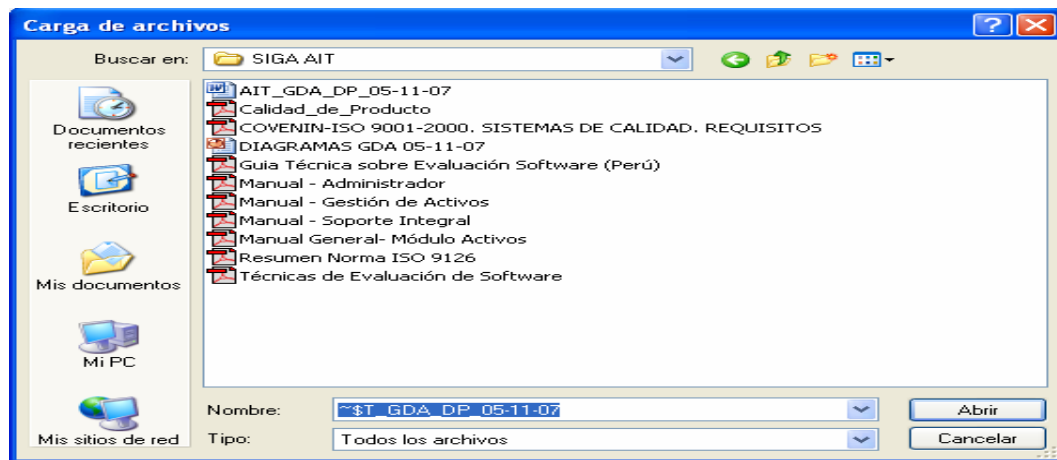 Carga de archivos
Buscar en:
SIGA AIT
Documentos
recientes
Escritorio
Mis documentos
Mi PC
Mis sitios de red
AIT_GDA_DP_05-11-07
Calidad_de_Producto
COVENIN-ISO 9001-2000. SISTEMAS DE CALIDAD. REQUISITOS
DIAGRAMAS GDA 05-11-07
Guia Técnica sobre Evaluación Software (Perú)
Manual - Administrador
Manual - Gestión de Activos
Manual - Soporte Integral
Manual General- Módulo Activos
Resumen Norma ISO 9126
Técnicas de Evaluación de Software
Nombre:
~$T_GDA_DP_05-11-07
Abrir
Tipo:
Todos los archivos
Cancelar